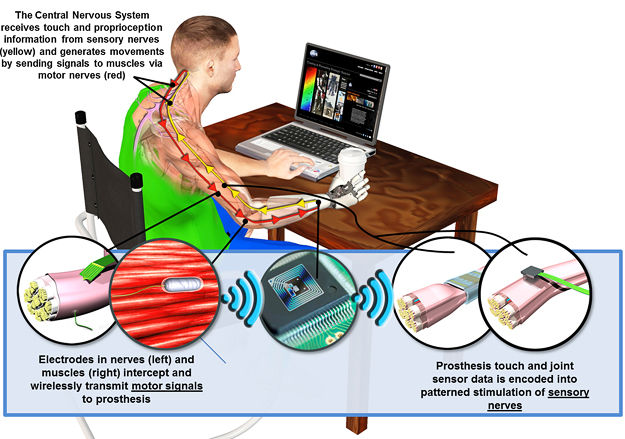 The Central Nervous System
receives touch and proprioception
information from sensory nerves
(yellow) and generates movements
by sending signals to muscles via
motor nerves (red)
Electrodes in nerves (left) and
muscles (right) intercept and
wirelessly transmit motor signals
to prosthesis
Prosthesis touch and joint
sensor data is encoded into
patterned stimulation of sensory
nerves